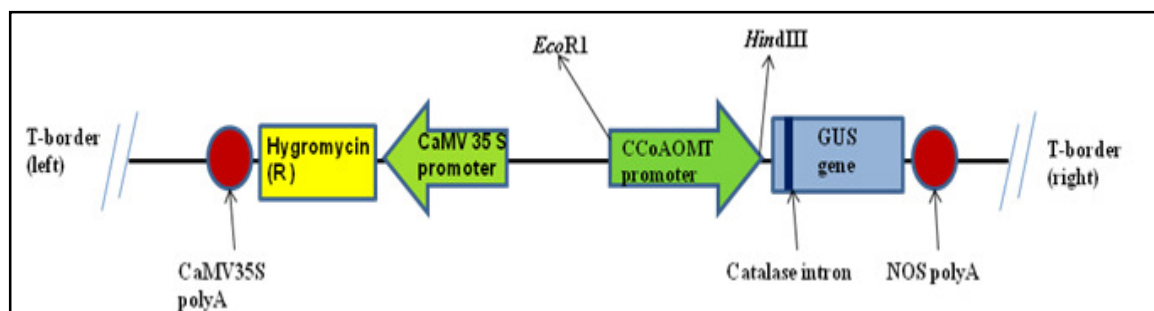 EcoR1
HindIII
T-border
(left)
Hygromycin
(R)
CaMV 35 S
promoter
CCoAOMT
promoter
GUS
gene
T-border
(right)
CaMV35S
polyA
Catalase intron
NOS polyA